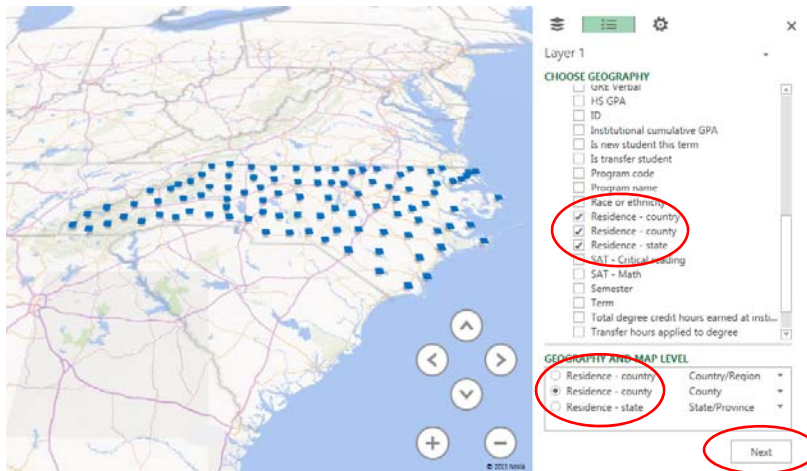 Layer 1
CHOOSE GEOGRAPHY
GRE Verbal
HS GPA
ID
Institutional cumulative GPA
Is new student this term
Is transfer student
Program code
Program name
Race or ethnicity
Residence - country
Residence - county
Residence - state
SAT - Critical reading
SAT - Math
Semester
Term
Total degree credit hours earned at insti...
Transfer hours applied to degree
GEOGRAPHY AND MAP LEVEL
Residence - country Country/Region
Residence - county County
Residence - state State/Province
Next
© 2013 Nokia